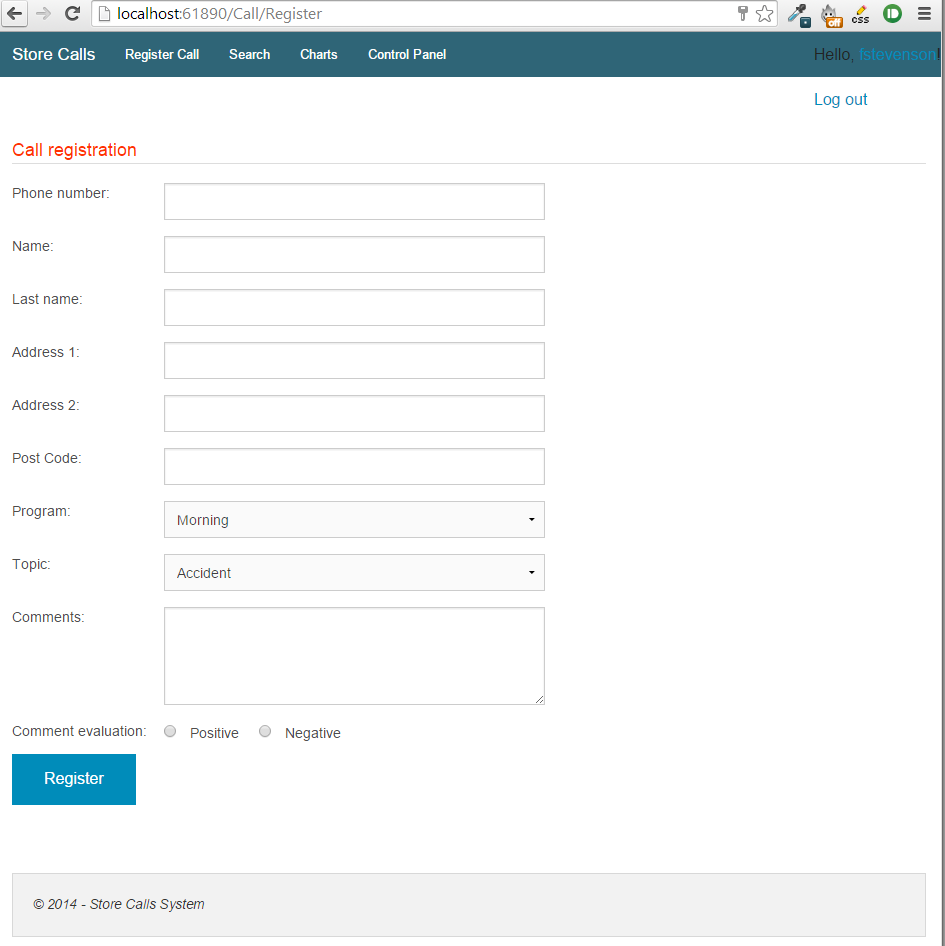 localhost:61890/Call/Register
off
css
Store Calls Register Call Search Charts Control Panel Hello, fstevenson!
Log out
Call registration
Phone number:
Name:
Last name:
Address 1:
Address 2:
Post Code:
Program: Morning
Topic: Accident
Comments:
Comment evaluation: Positive Negative
Register
© 2014 - Store Calls System